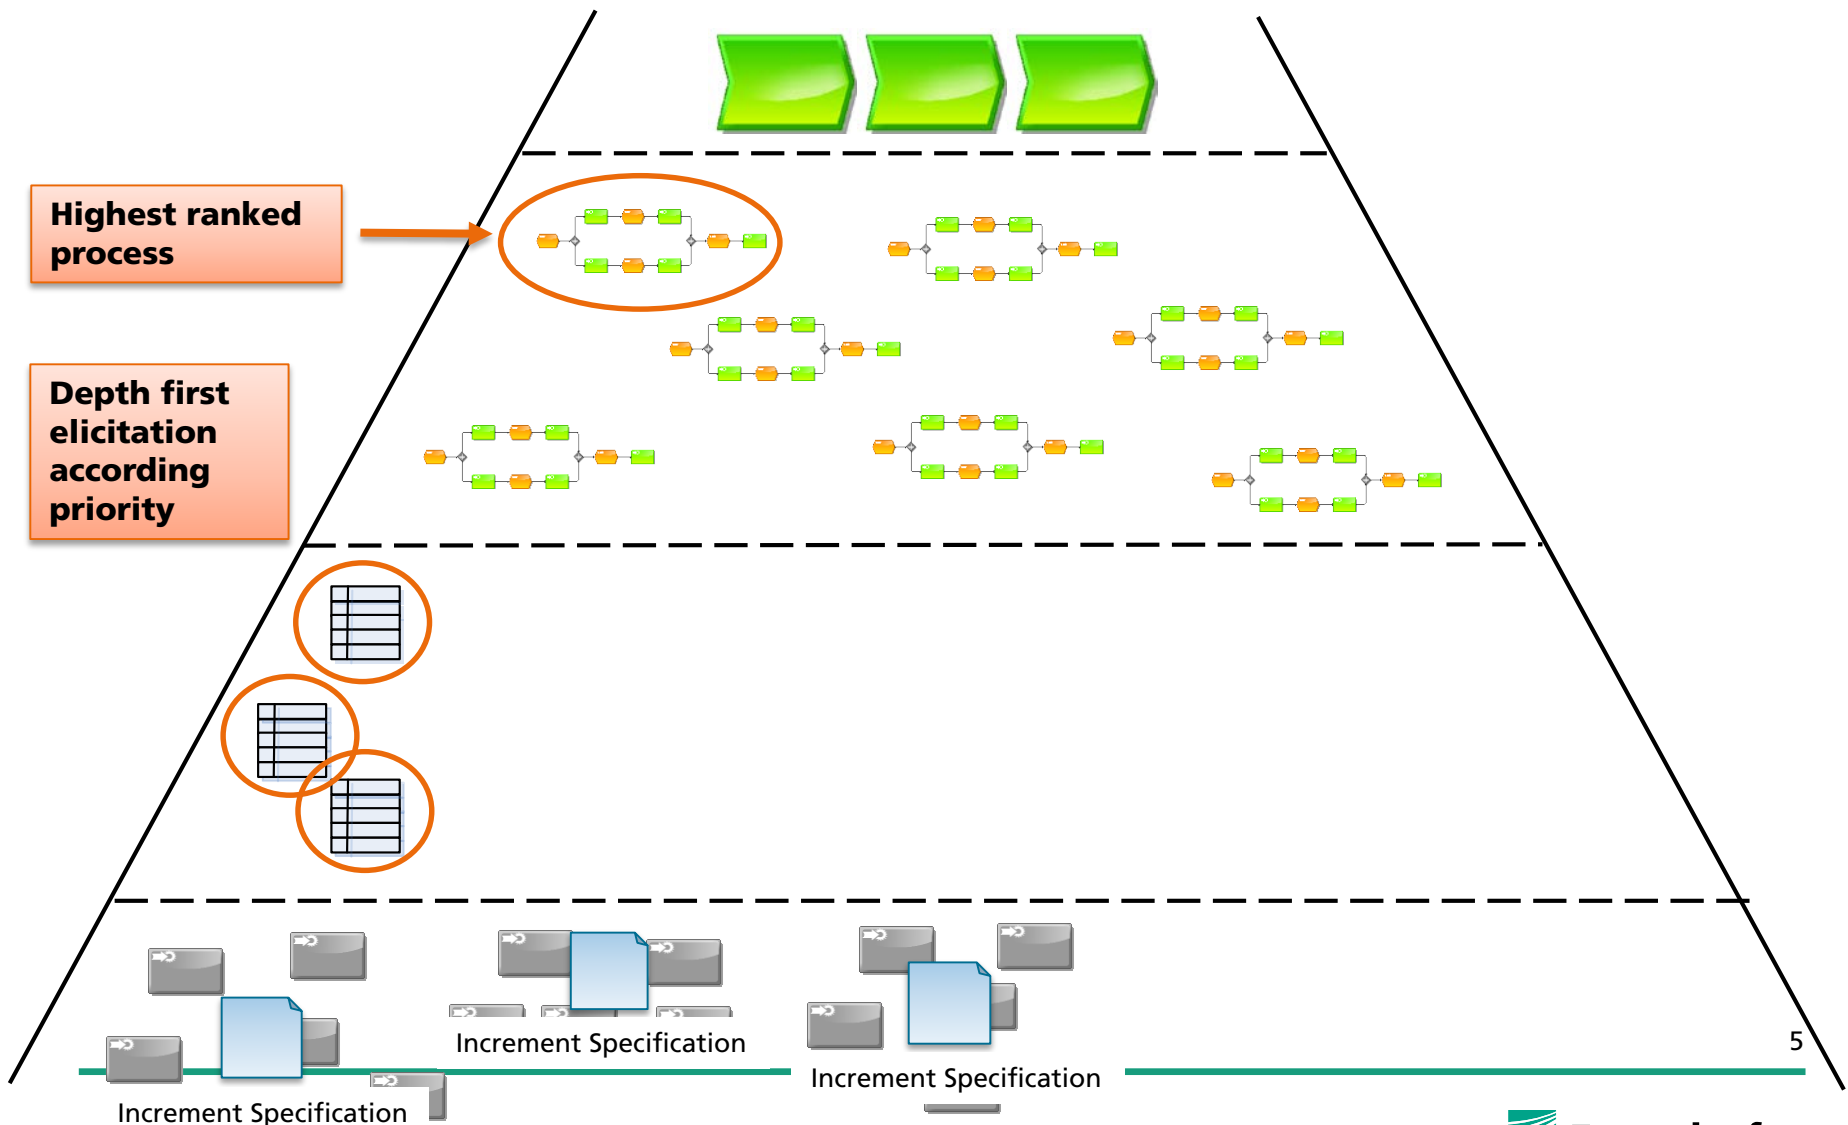 Highest ranked
process
Depth first
elicitation
according
priority
Increment Specification
5
Increment Specification
Increment Specification